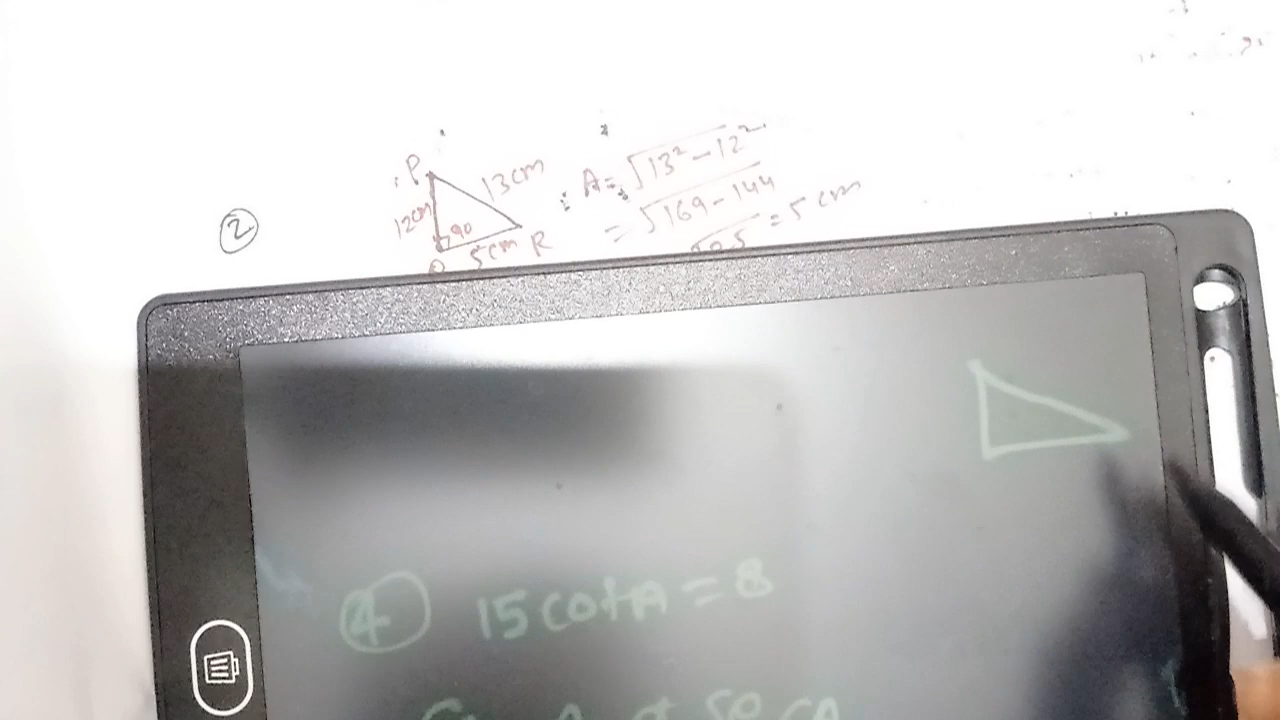 P
13cm
12cm
90
5cm R
②
A = √13² - 12²
= √169 - 144
= 5 cm
④ 15 cot A = 8